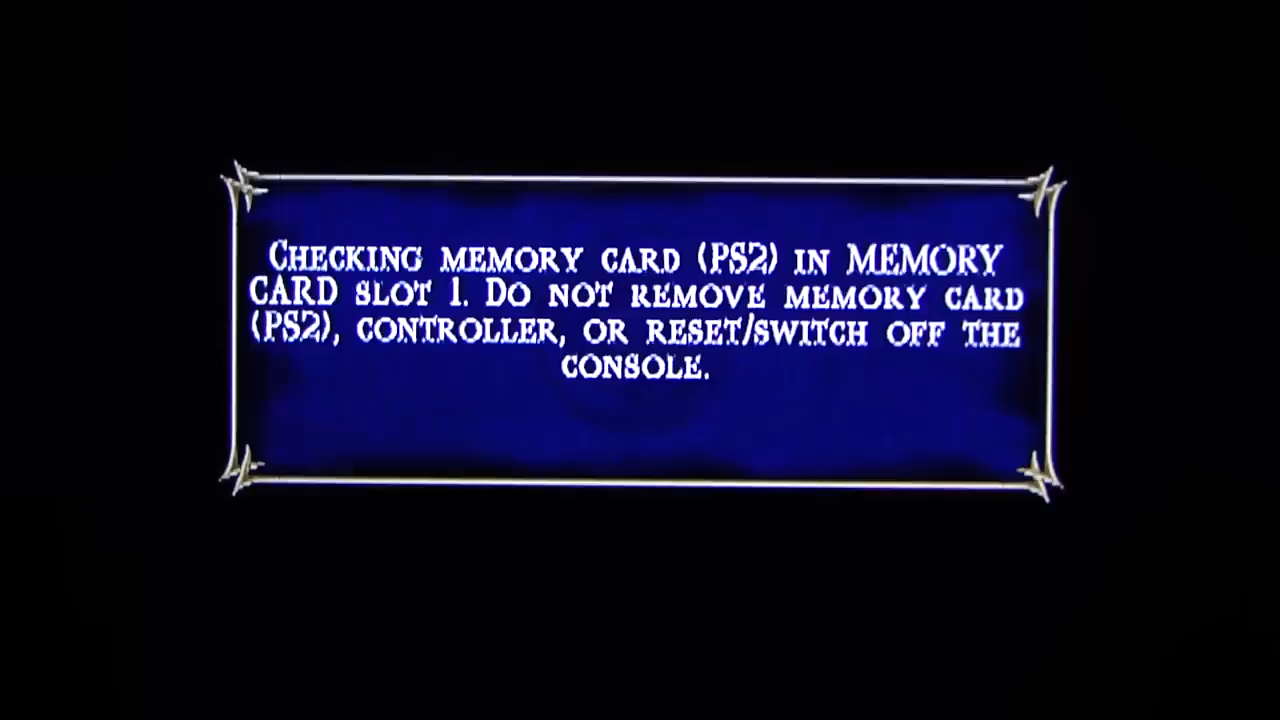 Checking memory card (PS2) in MEMORY
CARD slot 1. Do not remove memory card
(PS2), controller, or reset/switch off the
console.